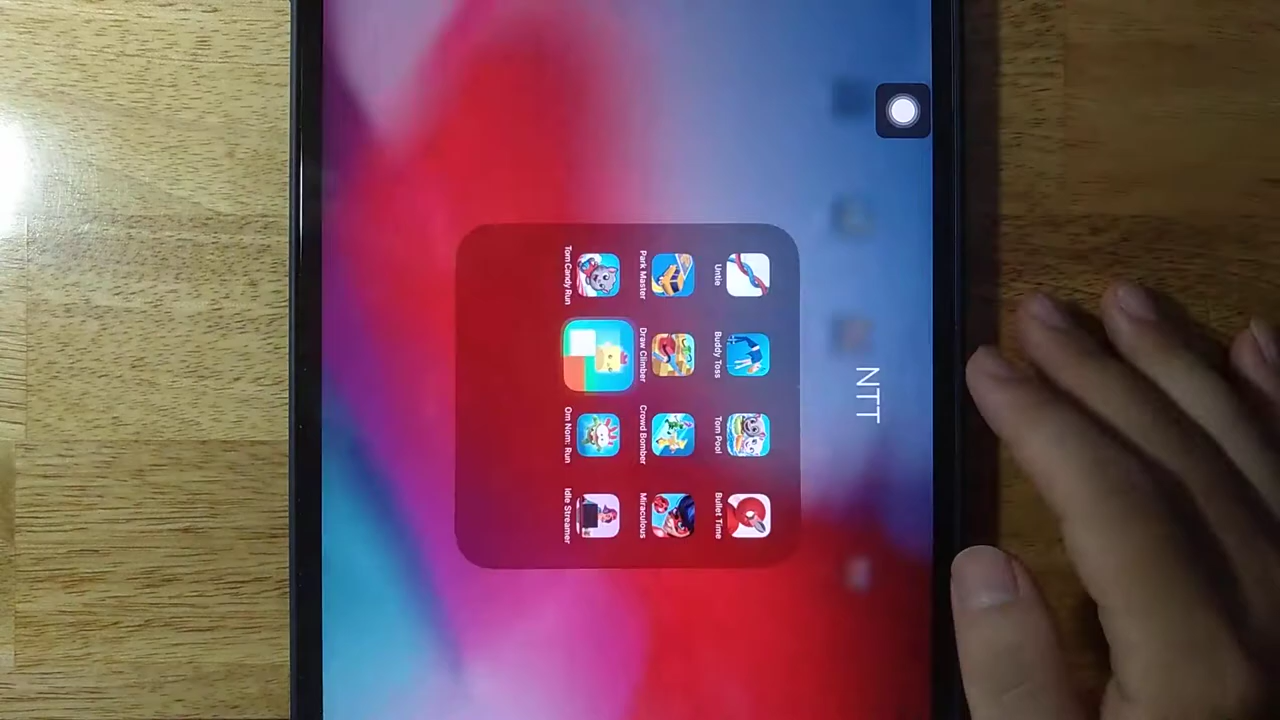 NTT
Untie
Buddy Toss
Tom Pool
Bullet Time
Park Master
Draw Climber
Crowd Bomber
Miraculous
Tom Candy Run
Om Nom: Run
Idle Streamer